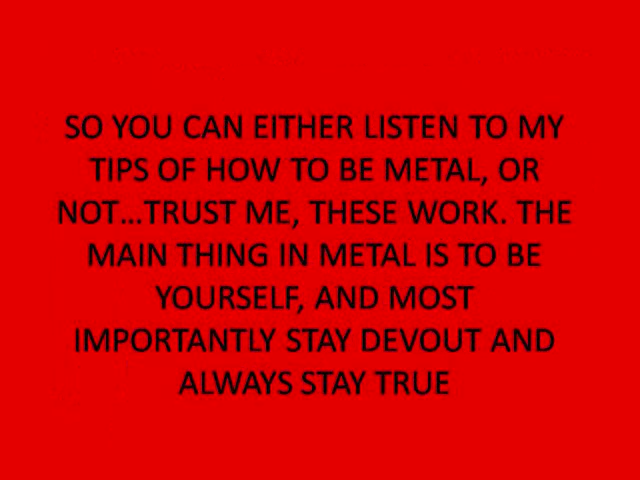 SO YOU CAN EITHER LISTEN TO MY
TIPS OF HOW TO BE METAL, OR
NOT...TRUST ME, THESE WORK. THE
MAIN THING IN METAL IS TO BE
YOURSELF, AND MOST
IMPORTANTLY STAY DEVOUT AND
ALWAYS STAY TRUE